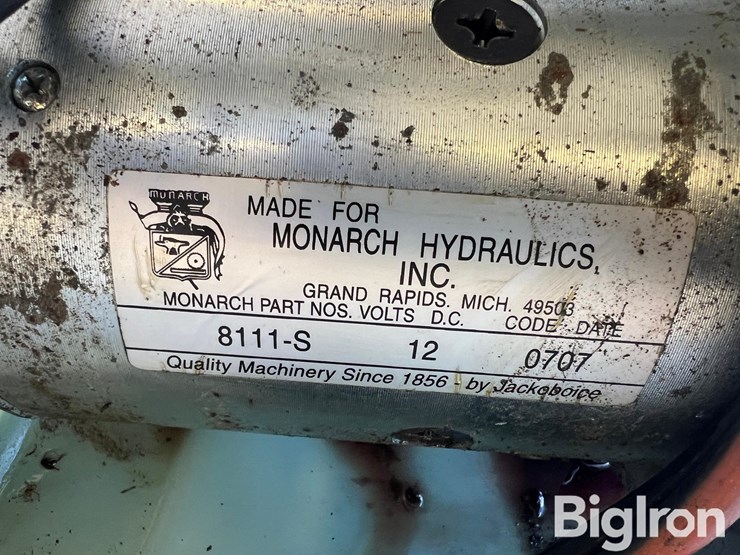 MONARCH
MADE FOR
MONARCH HYDRAULICS,
INC.
GRAND RAPIDS, MICH. 49503
MONARCH PART NOS. VOLTS D.C. CODE DATE
8111-S 12 0707
Quality Machinery Since 1856 by Jackoboice
BigIron